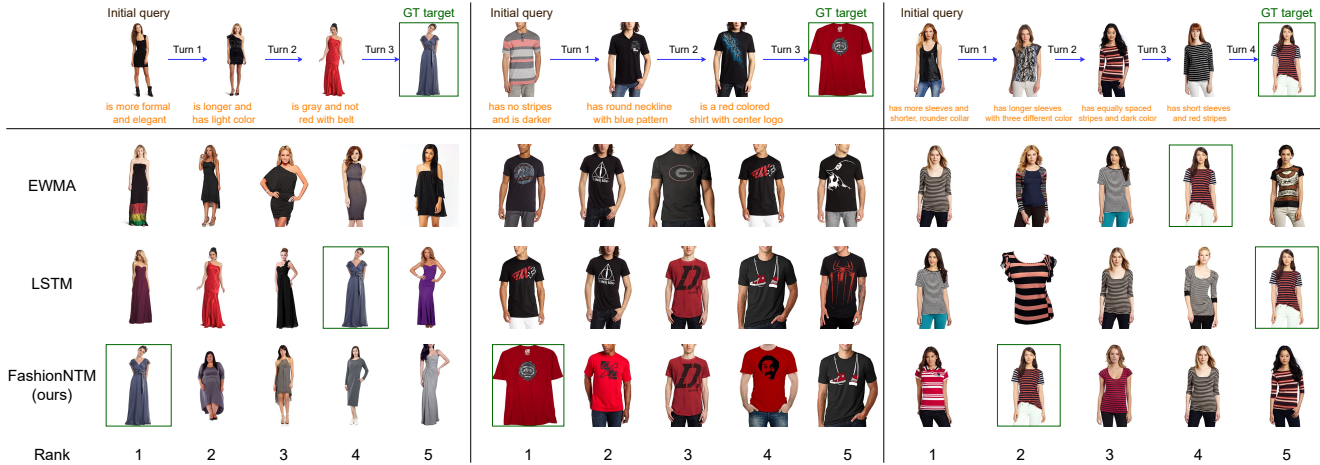 Initial query
GT target
Turn 1
Turn 2
Turn 3
is more formal
and elegant
is longer and
has light color
is gray and not
red with belt
Initial query
GT target
Turn 1
Turn 2
Turn 3
has no stripes
and is darker
has round neckline
with blue pattern
is a red colored
shirt with center logo
Initial query
GT target
Turn 1
Turn 2
Turn 3
Turn 4
has more sleeves and
shorter, rounder collar
has longer sleeves
with three different color
has equally spaced
stripes and dark color
has short sleeves
and red stripes
EWMA
LSTM
FashionNTM
(ours)
Rank
1 2 3 4 5
1 2 3 4 5
1 2 3 4 5